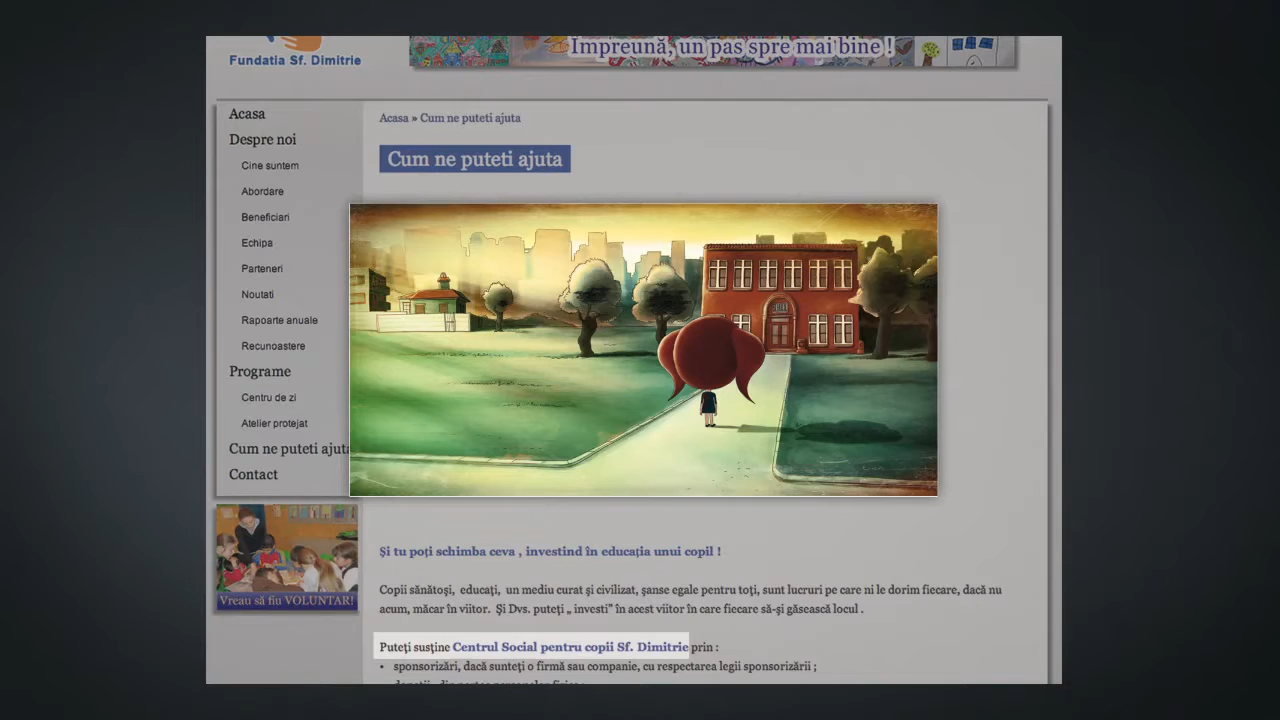 Împreună, un pas spre mai bine !
Fundatia Sf. Dimitrie
Acasa
Despre noi
Cine suntem
Abordare
Beneficiari
Echipa
Parteneri
Noutati
Rapoarte anuale
Recunoastere
Programe
Centru de zi
Atelier protejat
Cum ne puteti ajuta
Contact
Vreau să fiu VOLUNTAR!
Acasa » Cum ne puteti ajuta
Cum ne puteti ajuta
Şi tu poţi schimba ceva , investind în educaţia unui copil !
Copii sănătoşi, educaţi, un mediu curat şi civilizat, şanse egale pentru toţi, sunt lucruri pe care ni le dorim fiecare, dacă nu
acum, măcar în viitor. Şi Dvs. puteţi „ investi” în acest viitor în care fiecare să-şi găsească locul .
Puteţi susţine Centrul Social pentru copii Sf. Dimitrie prin :
• sponsorizări, dacă sunteţi o firmă sau companie, cu respectarea legii sponsorizării ;